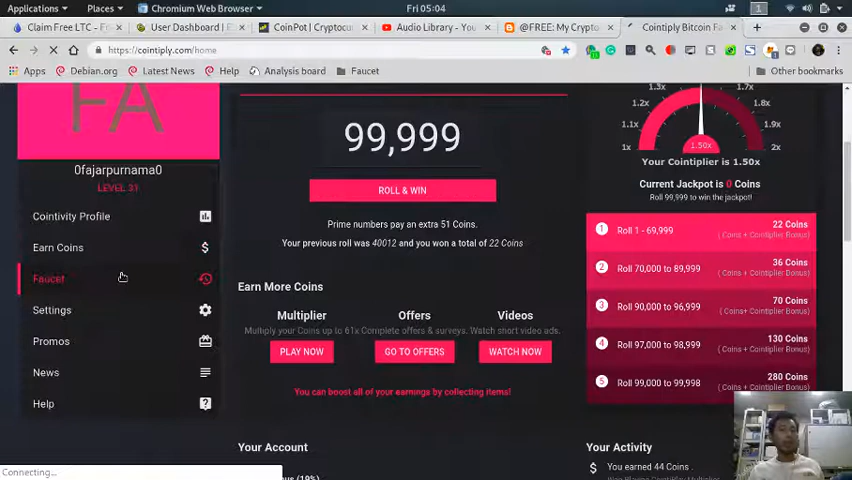 Applications Places Chromium Web Browser Fri 05:04 1
Claim Free LTC - F User Dashboard | E CoinPot | Cryptoc Audio Library - You @FREE: My Crypto Cointiply Bitcoin Fa
https://cointiply.com/home
Apps Debian.org Latest News Help Analysis board Faucet Other bookmarks
FA
0fajarpurnama0
LEVEL 31
Cointivity Profile
Earn Coins
Faucet
Settings
Promos
News
Help
99,999
ROLL & WIN
Prime numbers pay an extra 51 Coins.
Your previous roll was 40012 and you won a total of 22 Coins
Earn More Coins
Multiplier Offers Videos
Multiply your Coins up to 61x Complete offers & surveys. Watch short video ads.
PLAY NOW GO TO OFFERS WATCH NOW
You can boost all of your earnings by collecting items!
Your Account
1.3x 1.7x
1.2x 1.8x
1.1x 1.9x
1x 1.50x 2x
Your Cointiplier is 1.50x
Current Jackpot is 0 Coins
Roll 99,999 to win the jackpot!
1 Roll 1 - 69,999 22 Coins
( Coins + Cointiplier Bonus)
2 Roll 70,000 to 89,999 36 Coins
( Coins + Cointiplier Bonus)
3 Roll 90,000 to 96,999 70 Coins
( Coins + Cointiplier Bonus)
4 Roll 97,000 to 98,999 130 Coins
( Coins + Cointiplier Bonus)
5 Roll 99,000 to 99,998 280 Coins
( Coins + Cointiplier Bonus)
Your Activity
$ You earned 44 Coins .
Connecting...